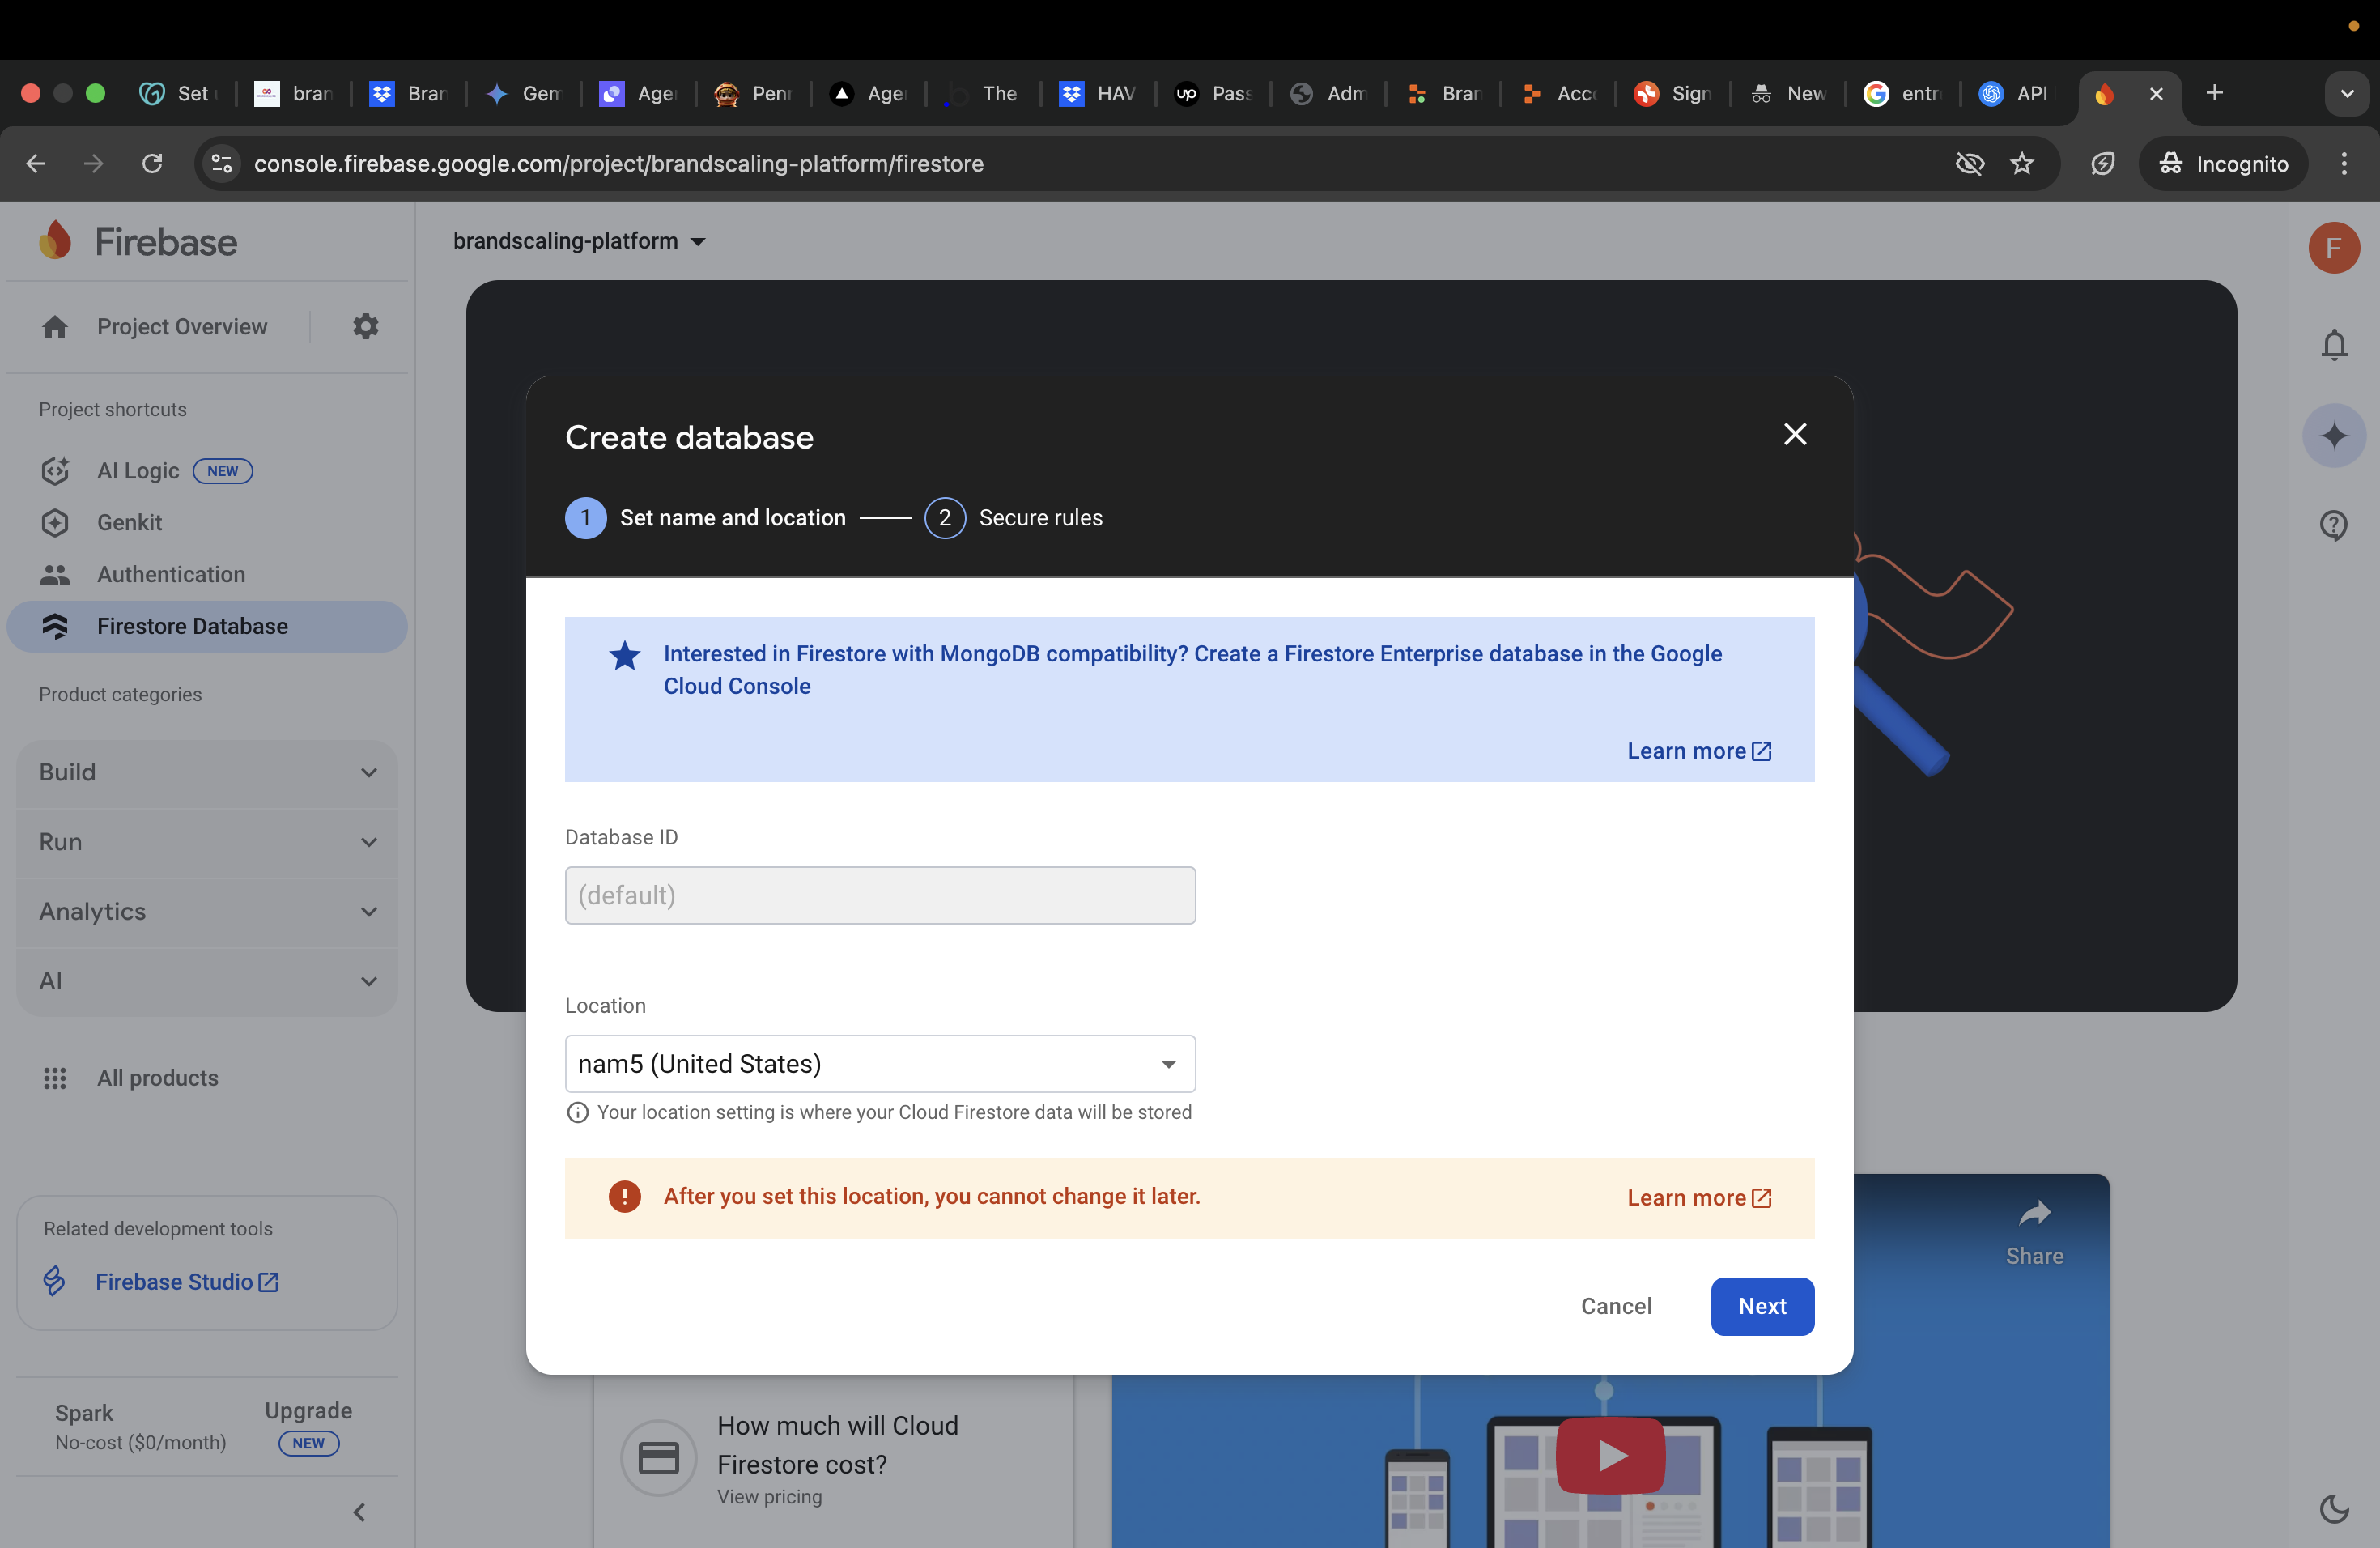 Set
bran
Bran
Gem
Age
Penn
Age
The
HAV
up
Pass
Adm
Bran
Acc
Sign
New
entr
API
console.firebase.google.com/project/brandscaling-platform/firestore
Incognito
Firebase
brandscaling-platform
F
Project Overview
Project shortcuts
AI Logic NEW
Genkit
Authentication
Firestore Database
Product categories
Build
Run
Analytics
AI
All products
Related development tools
Firebase Studio
Spark
No-cost ($0/month)
Upgrade
NEW
Create database
1 Set name and location
2 Secure rules
Interested in Firestore with MongoDB compatibility? Create a Firestore Enterprise database in the Google
Cloud Console
Learn more
Database ID
(default)
Location
nam5 (United States)
Your location setting is where your Cloud Firestore data will be stored
After you set this location, you cannot change it later.
Learn more
Cancel
Next
Share
How much will Cloud
Firestore cost?
View pricing